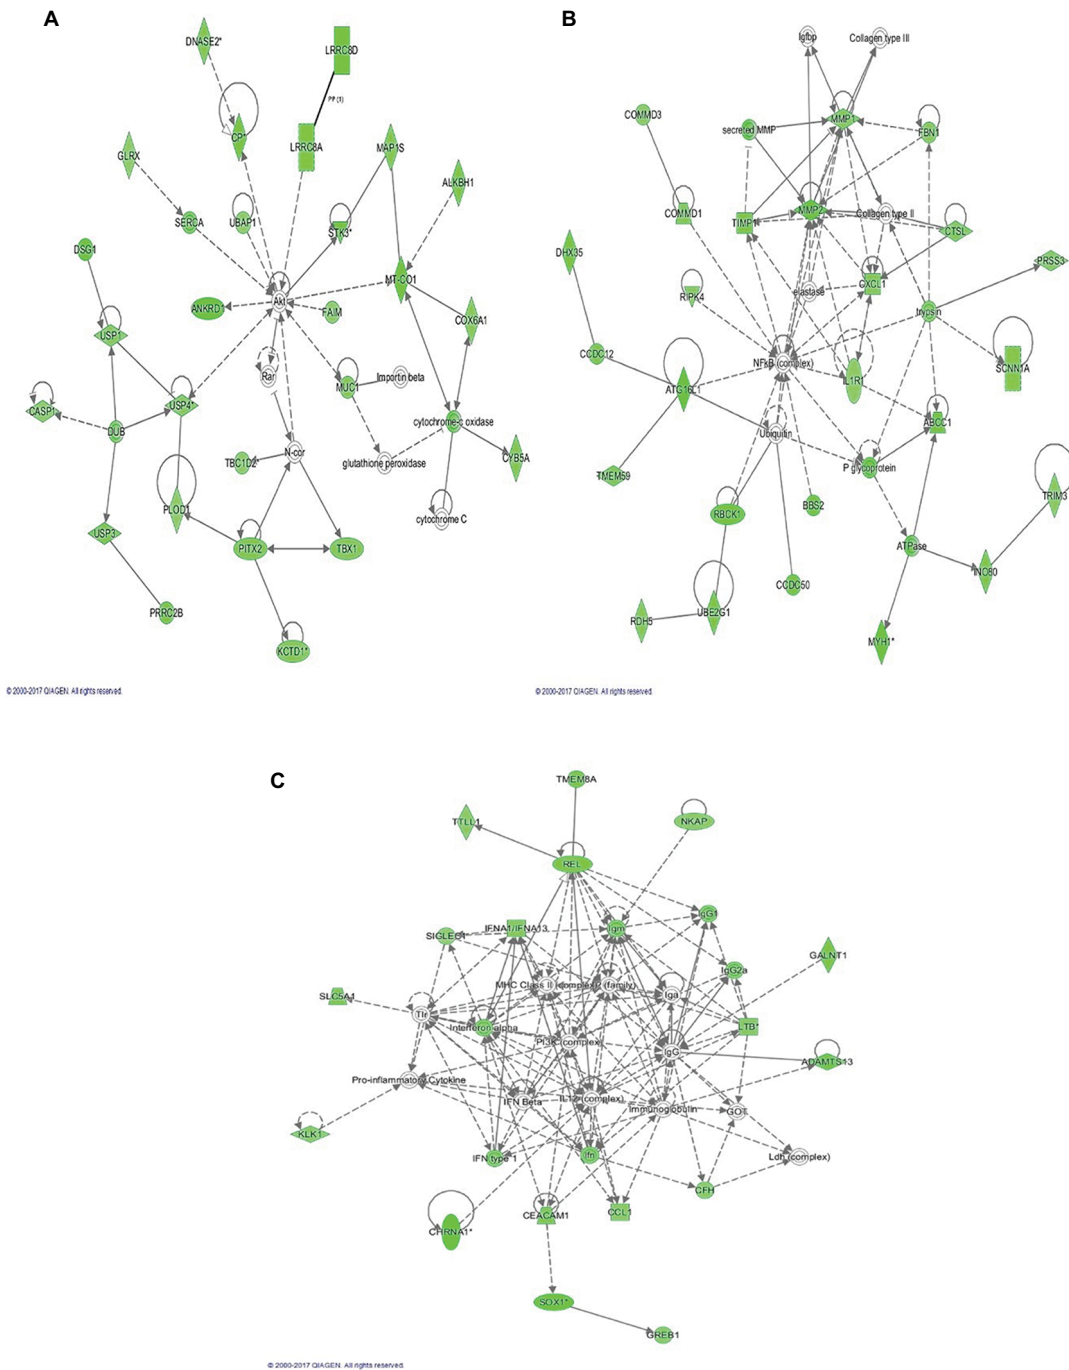 A
DNASE2*
LRRC8D
PP (1)
CP*
GLRX
LRRC8A
MAP1S
ALKBH1
SERCA
UBAP1
STK3*
DSG1
MT-CO1
ANKRD1
Akt
FAIM
COX6A1
USP1
Rar
MUC1
Importin beta
CASP1
USP4*
DUB
cytochrome-c oxidase
TBC1D2*
N-cor
glutathione peroxidase
CYB5A
PLOD1
cytochrome C
USP3
PITX2
TBX1
PRRC2B
KCTD1*
© 2000-2017 QIAGEN. All rights reserved.
B
Igfbp
Collagen type III
COMMD3
secreted MMP
MMP1
FBN1
COMMD1
TIMP1*
MMP2
Collagen type II
CTSL
DHX35
PRSS3
RIPK4
elastase
CXCL1
trypsin
CCDC12
NFkB (complex)
IL1R1
SCNN1A
ATG16L1
ABCC1
Ubiquitin
TMEM59
P glycoprotein
TRIM3
RBCK1
BBS2
ATPase
INO80
CCDC50
RDH5
UBE2G1
MYH1*
© 2000-2017 QIAGEN. All rights reserved.
C
TMEM8A
TTLL1
NKAP
REL
IgG1
SIGLEC1
IFNA1/IFNA13
Igm
GALNT1
IgG2a
MHC Class II (complex)
(family)
Iga
SLC5A1
Tlr
Interferon alpha
LTB*
PI3K (complex)
IgG
ADAMTS13
Pro-inflammatory Cytokine
IFN Beta
IL12 (complex)
Immunoglobulin
GOT
KLK1
IFN type 1
Ifn
Ldh (complex)
CFH
CHRNA1*
CEACAM1
CCL1
SOX1*
GREB1
© 2000-2017 QIAGEN. All rights reserved.